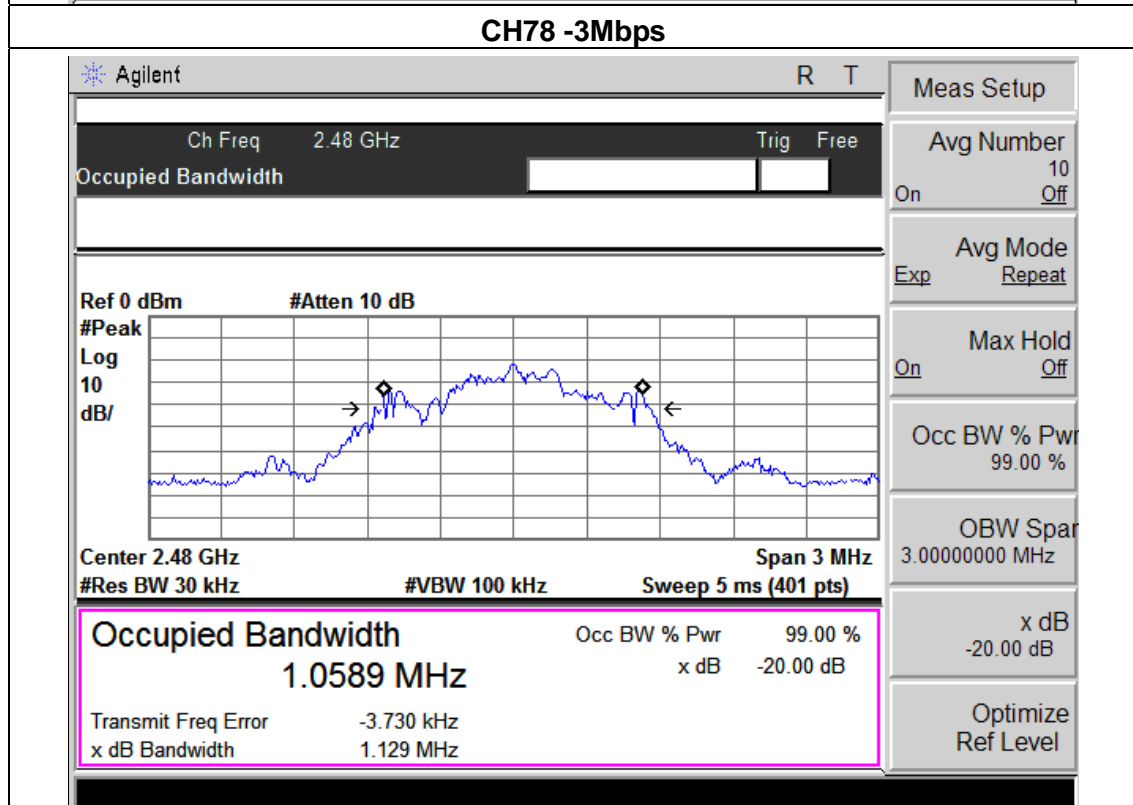 CH78 -3Mbps
Agilent R T
Ch Freq 2.48 GHz Trig Free
Occupied Bandwidth
Ref 0 dBm #Atten 10 dB
#Peak
Log
10
dB/
Center 2.48 GHz Span 3 MHz
#Res BW 30 kHz #VBW 100 kHz Sweep 5 ms (401 pts)
Occupied Bandwidth Occ BW % Pwr 99.00 %
1.0589 MHz x dB -20.00 dB
Transmit Freq Error -3.730 kHz
x dB Bandwidth 1.129 MHz
Meas Setup
Avg Number
10
On Off
Avg Mode
Exp Repeat
Max Hold
On Off
Occ BW % Pwr
99.00 %
OBW Span
3.00000000 MHz
x dB
-20.00 dB
Optimize
Ref Level